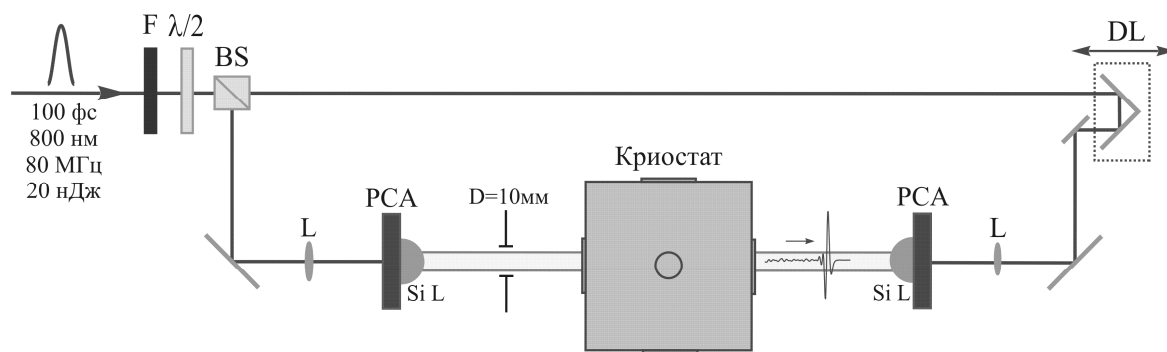 F
λ/2
BS
DL
100 фс
800 нм
80 МГц
20 нДж
Криостат
PCA
D=10мм
PCA
L
L
Si L
Si L